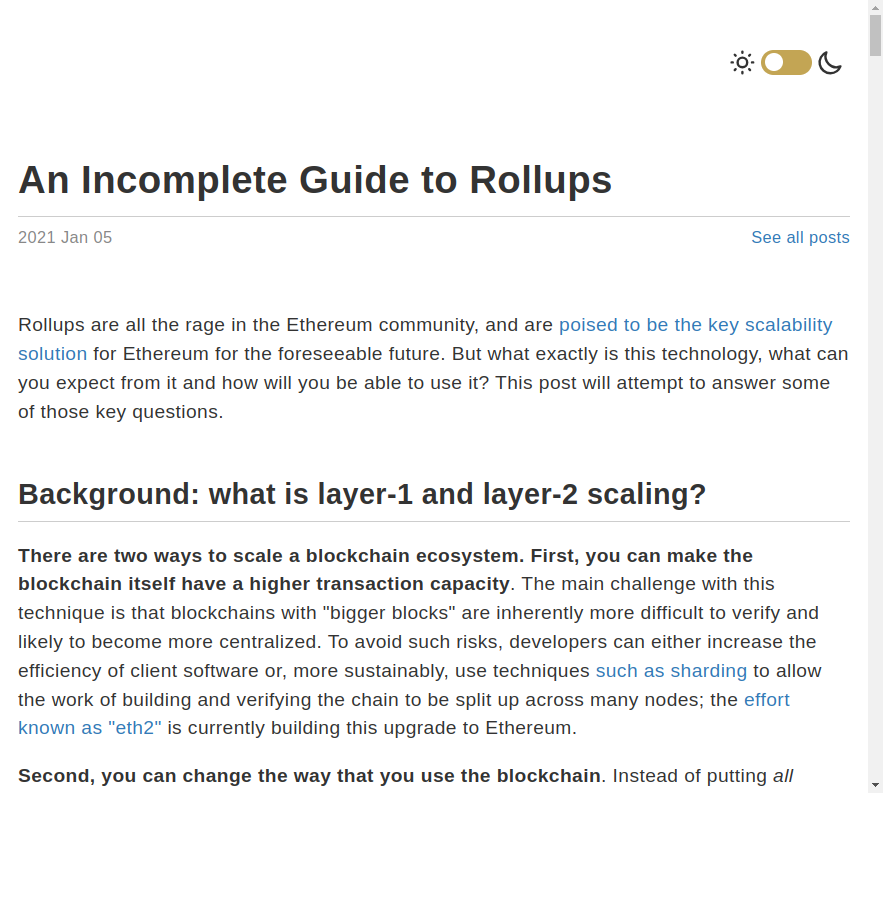 An Incomplete Guide to Rollups
2021 Jan 05
See all posts
Rollups are all the rage in the Ethereum community, and are poised to be the key scalability
solution for Ethereum for the foreseeable future. But what exactly is this technology, what can
you expect from it and how will you be able to use it? This post will attempt to answer some
of those key questions.
Background: what is layer-1 and layer-2 scaling?
There are two ways to scale a blockchain ecosystem. First, you can make the
blockchain itself have a higher transaction capacity. The main challenge with this
technique is that blockchains with "bigger blocks" are inherently more difficult to verify and
likely to become more centralized. To avoid such risks, developers can either increase the
efficiency of client software or, more sustainably, use techniques such as sharding to allow
the work of building and verifying the chain to be split up across many nodes; the effort
known as "eth2" is currently building this upgrade to Ethereum.
Second, you can change the way that you use the blockchain. Instead of putting all